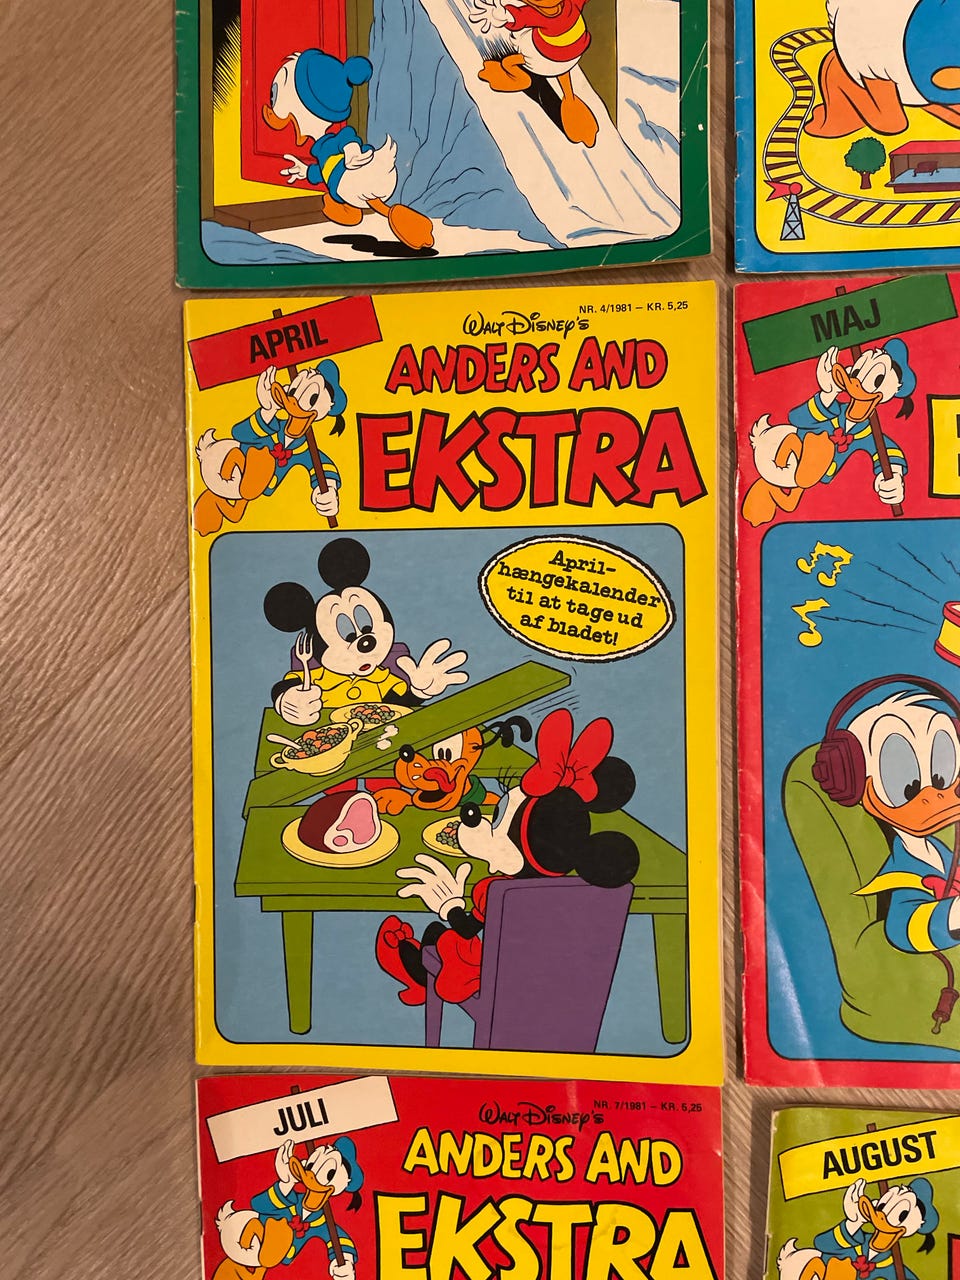 APRIL
NR. 4/1981 – KR. 5,25
Walt Disney's
ANDERS AND
EKSTRA
April-
hængekalender
til at tage ud
af bladet!
MAJ
JULI
NR. 7/1981 – KR. 5,25
Walt Disney's
ANDERS AND
EKSTRA
AUGUST